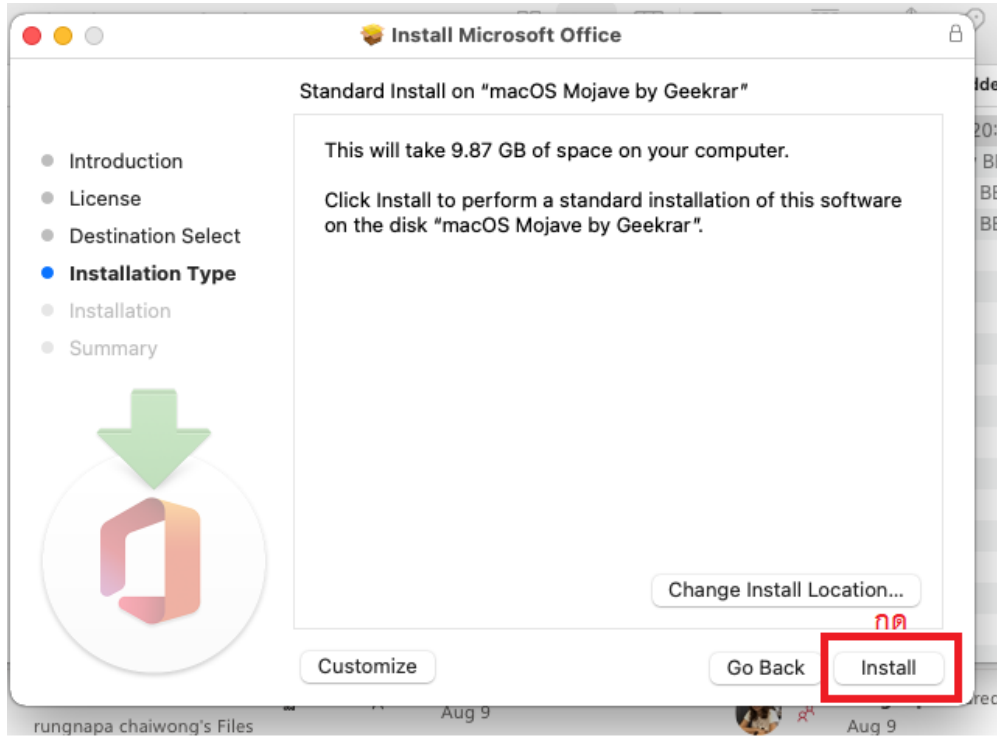 Install Microsoft Office
Standard Install on “macOS Mojave by Geekrar”
Introduction
License
Destination Select
Installation Type
Installation
Summary
This will take 9.87 GB of space on your computer.
Click Install to perform a standard installation of this software
on the disk “macOS Mojave by Geekrar”.
Change Install Location...
กด
Customize
Go Back
Install
rungnapa chaiwong's Files
Aug 9
Aug 9